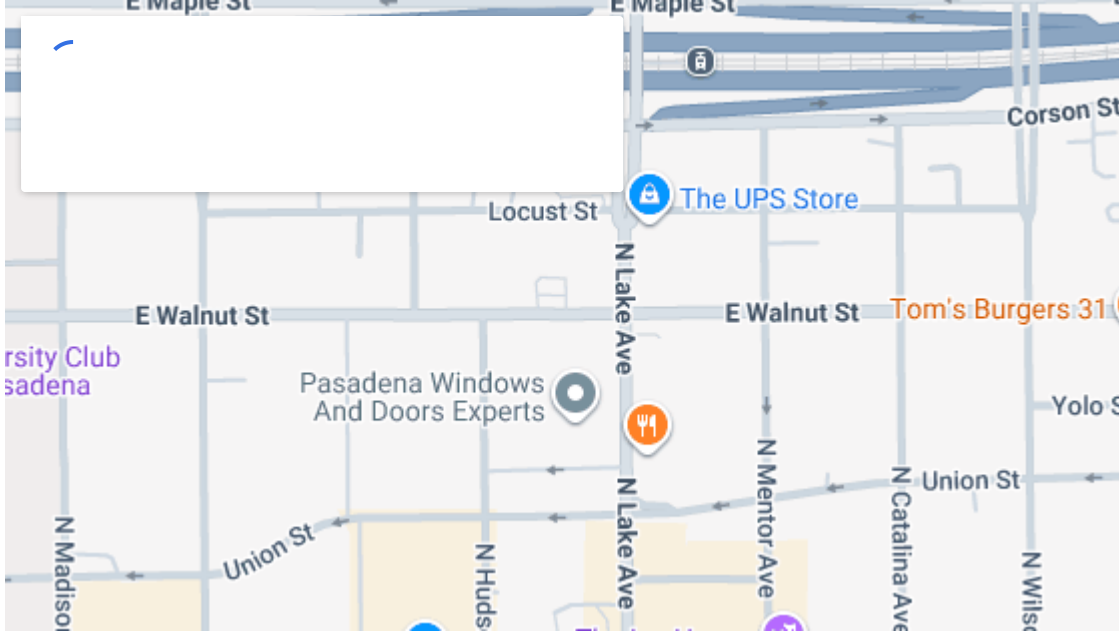 E Maple St
E Maple St
Corson St
The UPS Store
Locust St
N Lake Ave
E Walnut St
E Walnut St
Tom's Burgers 31
rsity Club
sadena
Pasadena Windows
And Doors Experts
Yolo S
N Mentor Ave
N Catalina Ave
Union St
N Lake Ave
N Madison
Union St
N Huds
N Wils